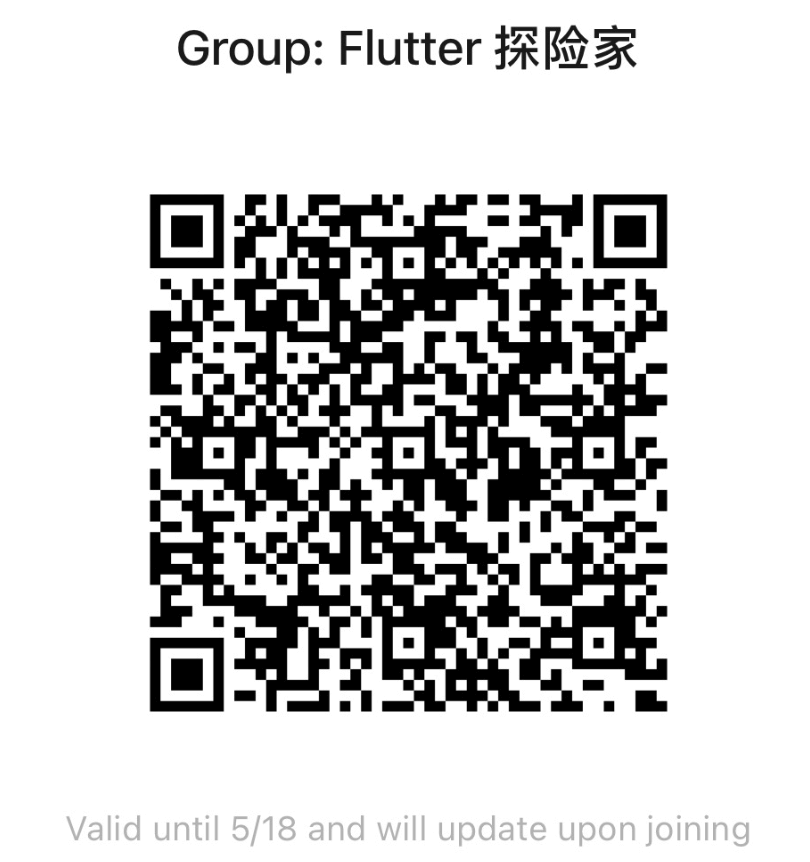 Group: Flutter 探险家
Valid until 5/18 and will update upon joining